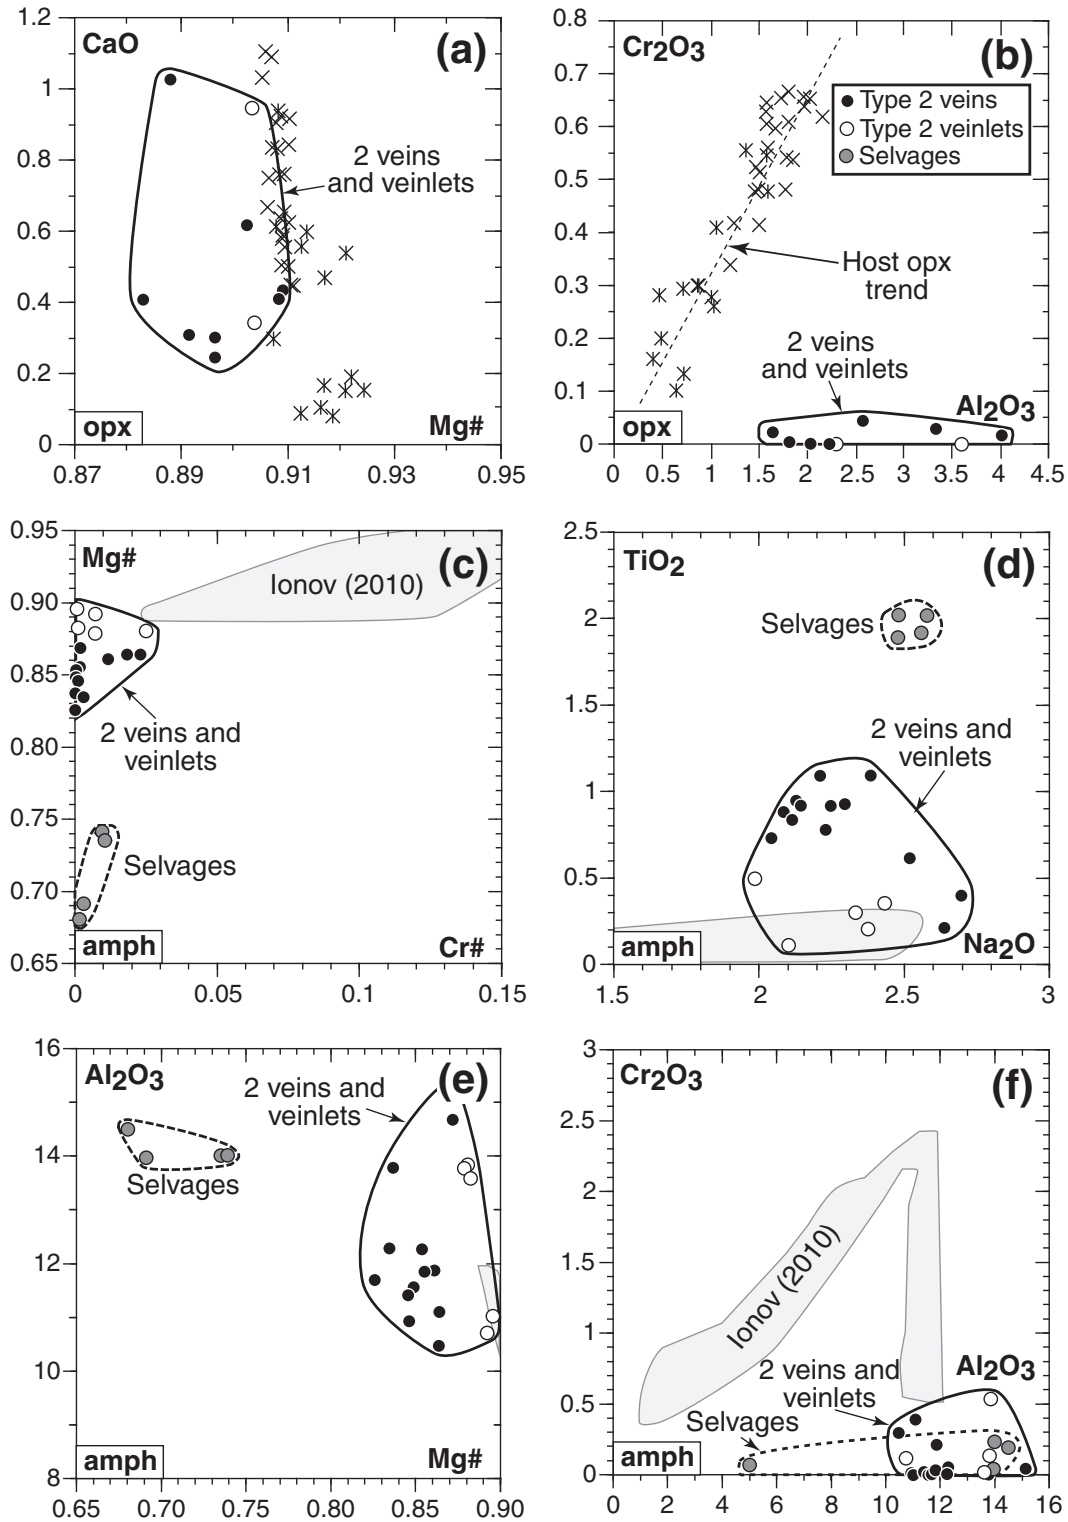 1.2
CaO
(a)
1
0.8
2 veins
and veinlets
0.6
0.4
0.2
opx
Mg#
0
0.87 0.89 0.91 0.93 0.95
0.8
Cr2O3
(b)
0.7
Type 2 veins
Type 2 veinlets
Selvages
0.6
0.5
0.4
Host opx
trend
0.3
2 veins
and veinlets
0.2
0.1
Al2O3
opx
0
0 0.5 1 1.5 2 2.5 3 3.5 4 4.5
0.95
Mg#
(c)
Ionov (2010)
0.90
0.85
2 veins and
veinlets
0.80
0.75
Selvages
0.70
amph
Cr#
0.65
0 0.05 0.1 0.15
2.5
TiO2
(d)
2
Selvages
1.5
2 veins and
veinlets
1
0.5
amph
Na2O
0
1.5 2 2.5 3
16
Al2O3
(e)
2 veins and
veinlets
14
Selvages
12
10
amph
Mg#
8
0.65 0.70 0.75 0.80 0.85 0.90
3
Cr2O3
(f)
2.5
2
1.5
Ionov (2010)
1
2 veins and
veinlets
Al2O3
0.5
Selvages
amph
0
0 2 4 6 8 10 12 14 16